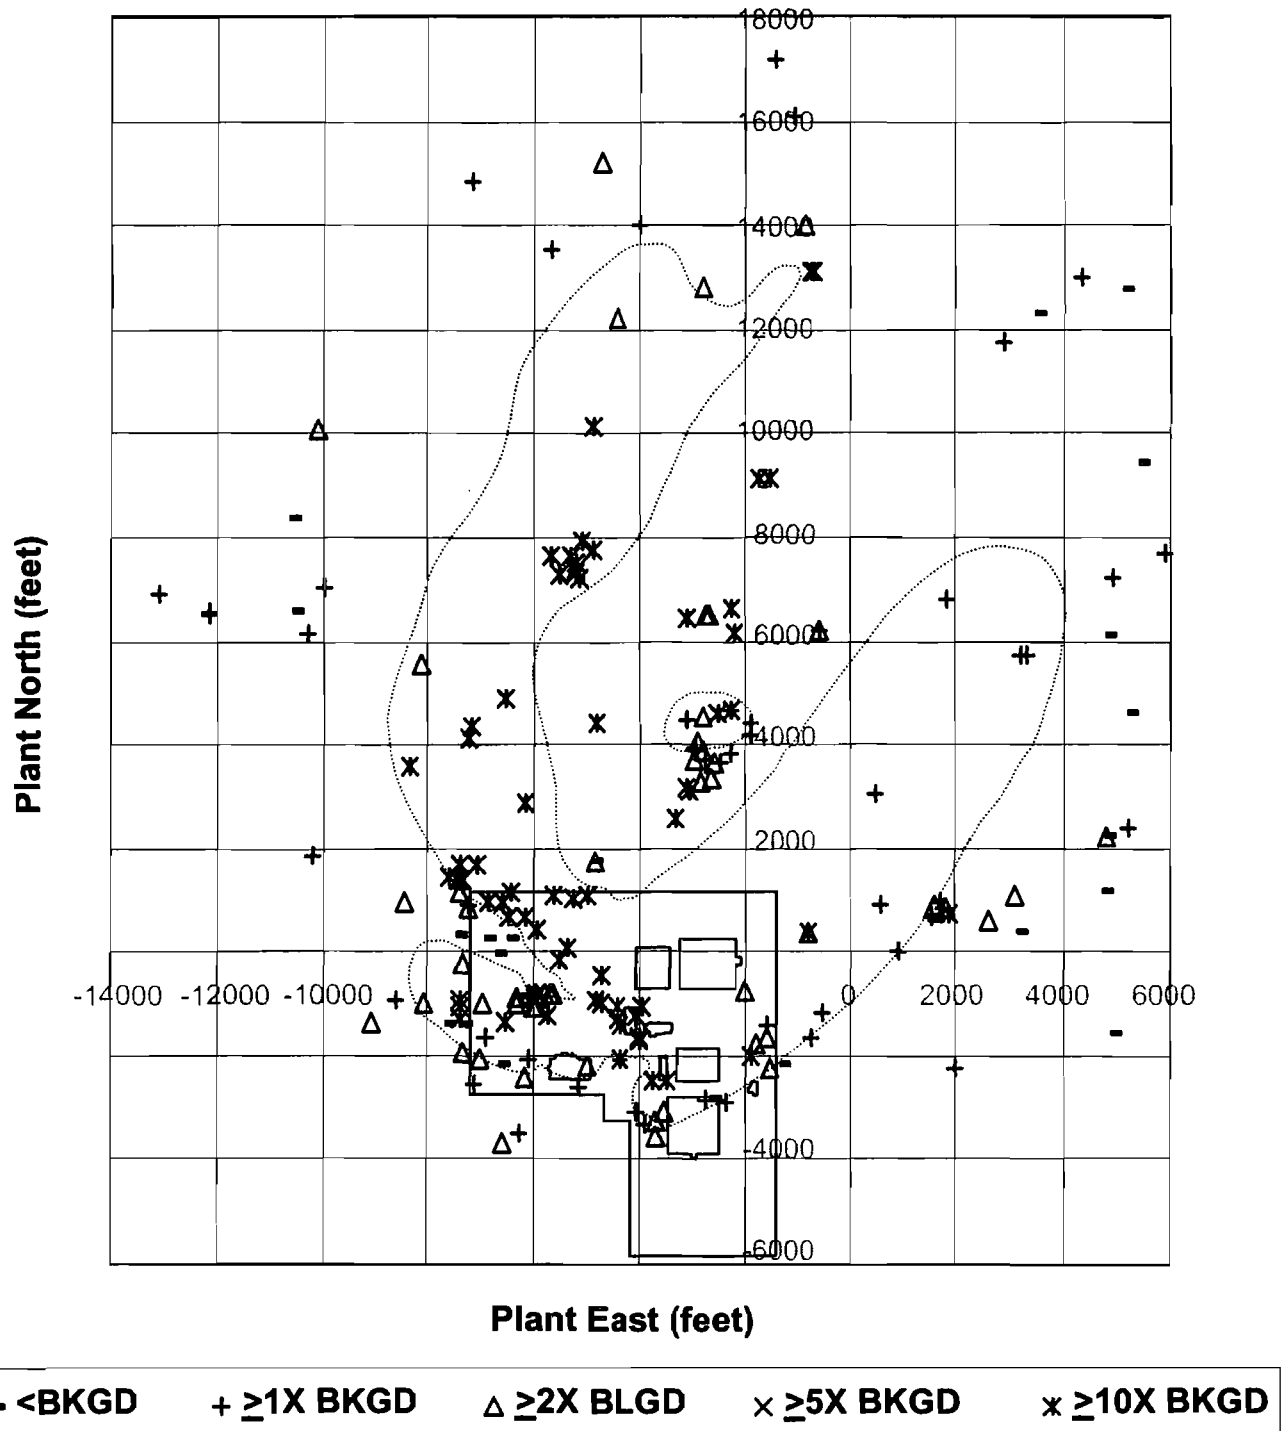 18000
16000
14000
12000
10000
8000
6000
4000
2000
-14000 -12000 -10000 0 2000 4000 6000
-4000
-6000
Plant North (feet)
Plant East (feet)
- <BKGD + ≥1X BKGD △ ≥2X BLGD × ≥5X BKGD ж ≥10X BKGD